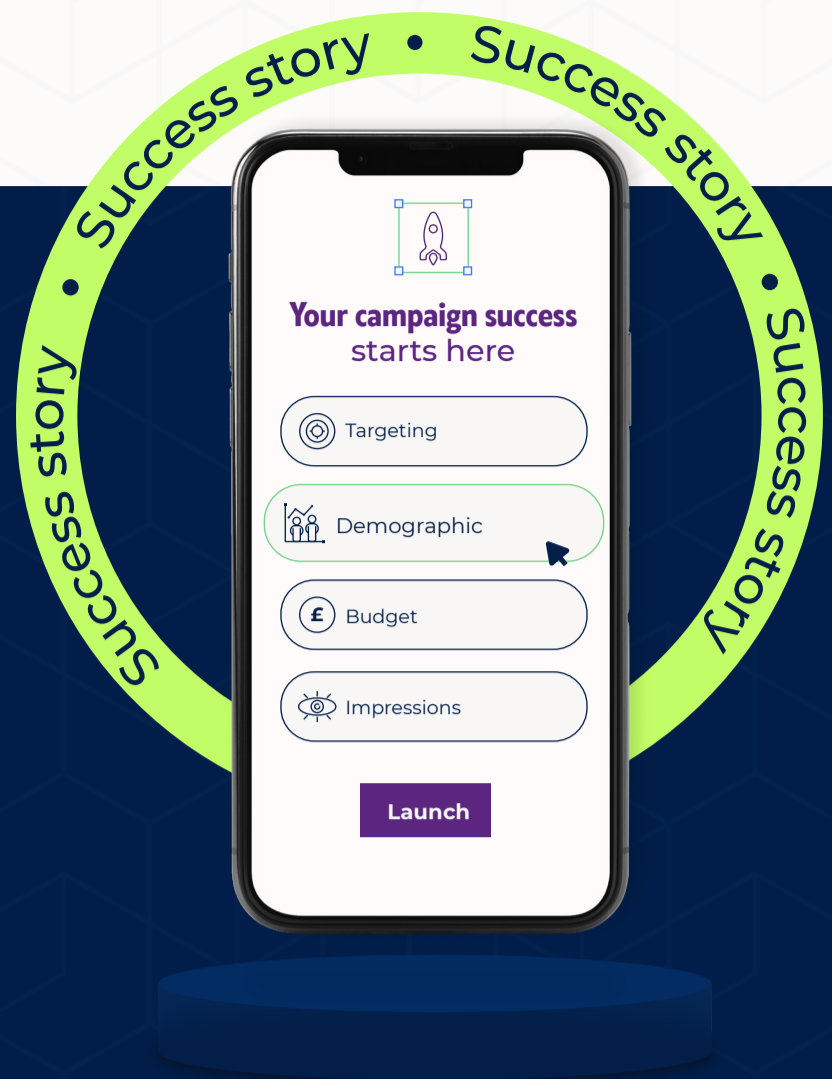 Success story • Success story • Success story • Success story
Your campaign success
starts here
Targeting
Demographic
£ Budget
Impressions
Launch